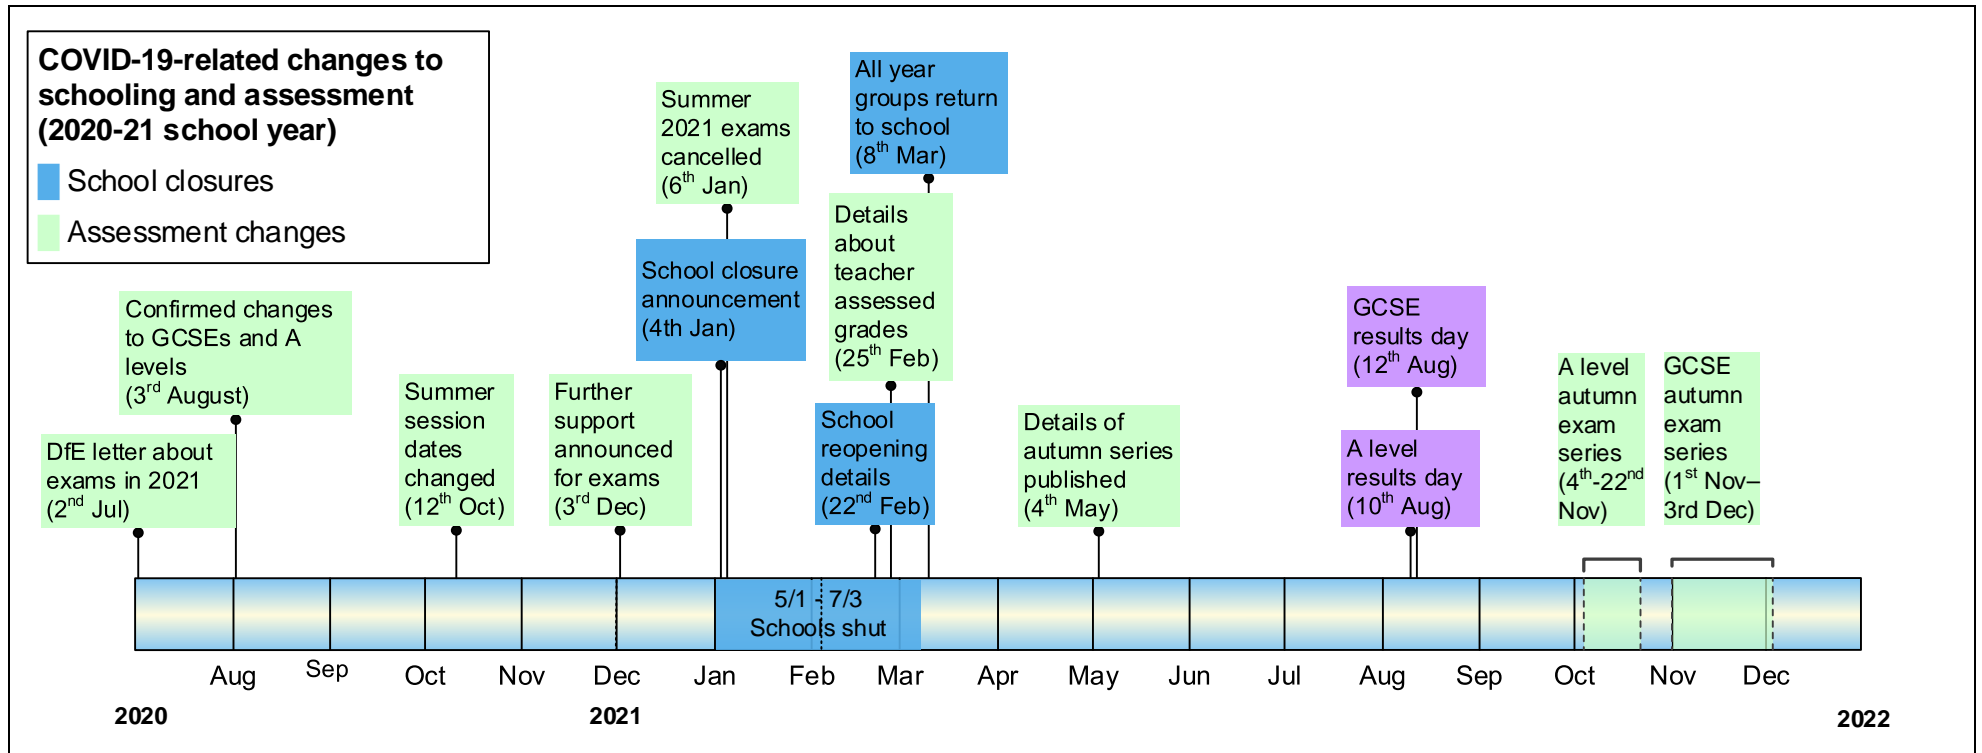 COVID-19-related changes to
schooling and assessment
(2020-21 school year)
School closures
Assessment changes
DfE letter about
exams in 2021
(2nd Jul)
Confirmed changes
to GCSEs and A
levels
(3rd August)
Summer
session
dates
changed
(12th Oct)
Further
support
announced
for exams
(3rd Dec)
School closure
announcement
(4th Jan)
Summer
2021 exams
cancelled
(6th Jan)
School
reopening
details
(22nd Feb)
Details
about
teacher
assessed
grades
(25th Feb)
All year
groups return
to school
(8th Mar)
Details of
autumn series
published
(4th May)
A level
results day
(10th Aug)
GCSE
results day
(12th Aug)
A level
autumn
exam
series
(4th-22nd
Nov)
GCSE
autumn
exam
series
(1st Nov–
3rd Dec)
5/1 - 7/3
Schools shut
Aug Sep Oct Nov Dec Jan Feb Mar Apr May Jun Jul Aug Sep Oct Nov Dec
2020 2021 2022